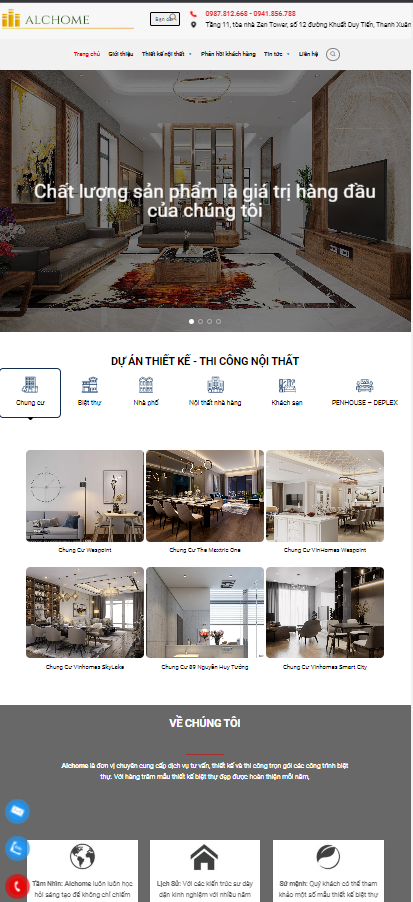 ALCHOME
Bạn cần
0987.812.668 - 0941.856.788
Tầng 11, tòa nhà Zen Tower, số 12 đường Khuất Duy Tiến, Thanh Xuân
Trang chủ Giới thiệu Thiết kế nội thất Phản hồi khách hàng Tin tức Liên hệ
Chất lượng sản phẩm là giá trị hàng đầu
của chúng tôi
DỰ ÁN THIẾT KẾ - THI CÔNG NỘI THẤT
Chung cư Biệt thự Nhà phố Nội thất nhà hàng Khách sạn PENHOUSE – DEPLEX
Chung Cư Wespoint Chung Cư The Maxtric One Chung Cư VinHomes Wespoint
Chung Cư Vinhomes SkyLake Chung Cư 89 Nguyễn Huy Tưởng Chung Cư Vinhomes Smart City
VỀ CHÚNG TÔI
Alchome là đơn vị chuyên cung cấp dịch vụ tư vấn, thiết kế và thi công trọn gói các công trình biệt
thự. Với hàng trăm mẫu thiết kế biệt thự đẹp được hoàn thiện mỗi năm,
Tầm Nhìn: Alchome luôn luôn học
hỏi sáng tạo để không chỉ chiếm
Lịch Sử: Với các kiến trúc sư dày
dặn kinh nghiệm với nhiều năm
Sứ mệnh: Quý khách có thể tham
khảo một số mẫu thiết kế biệt thự